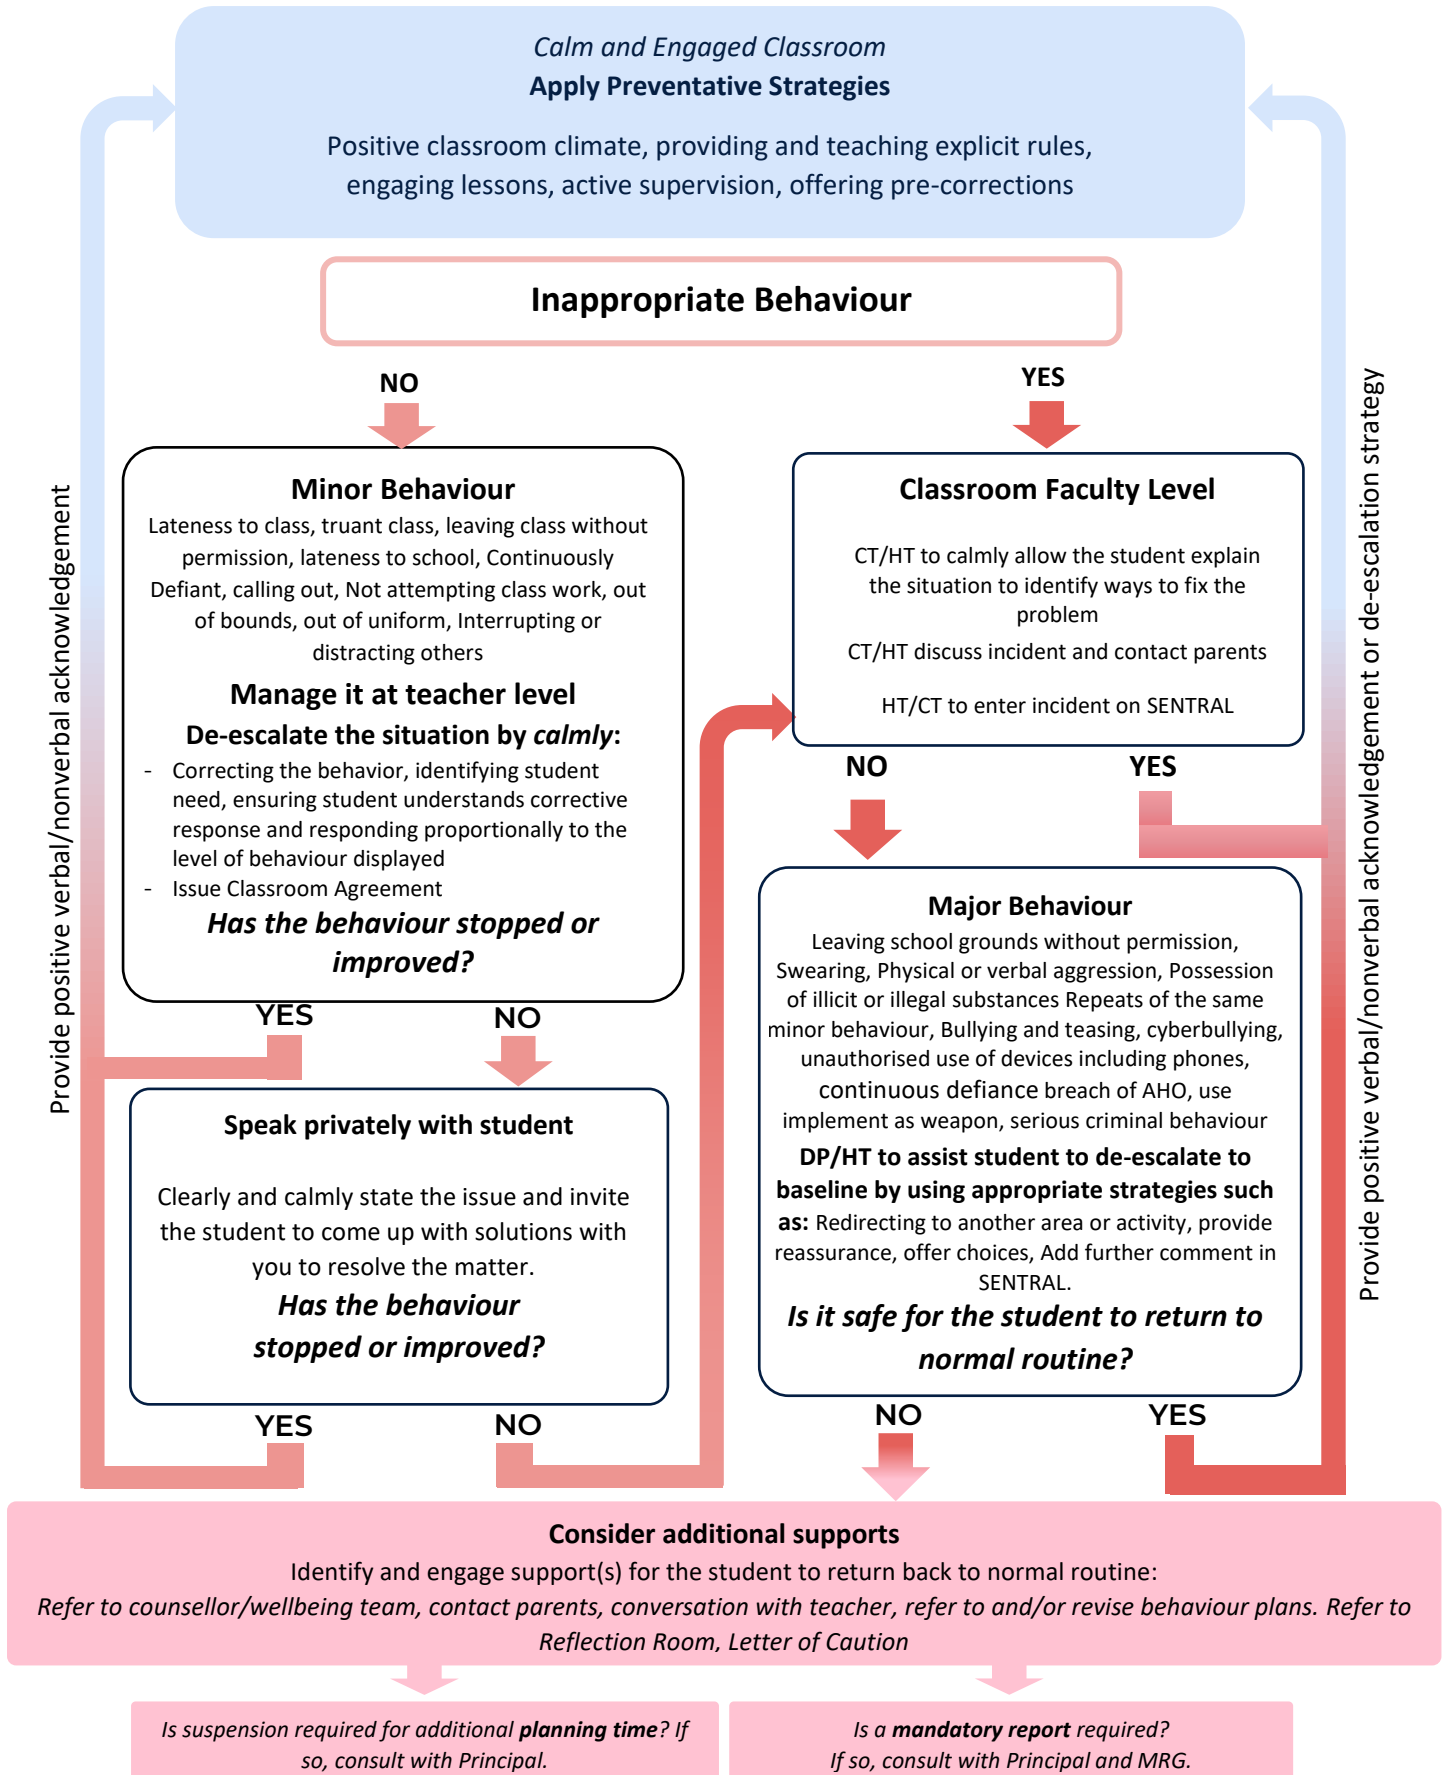 Calm and Engaged Classroom
Apply Preventative Strategies
Positive classroom climate, providing and teaching explicit rules,
engaging lessons, active supervision, offering pre-corrections
Inappropriate Behaviour
NO
YES
Provide positive verbal/nonverbal acknowledgement
Minor Behaviour
Lateness to class, truant class, leaving class without
permission, lateness to school, Continuously
Defiant, calling out, Not attempting class work, out
of bounds, out of uniform, Interrupting or
distracting others
Manage it at teacher level
De-escalate the situation by calmly:
- Correcting the behavior, identifying student
need, ensuring student understands corrective
response and responding proportionally to the
level of behaviour displayed
- Issue Classroom Agreement
Has the behaviour stopped or
improved?
YES
NO
Speak privately with student
Clearly and calmly state the issue and invite
the student to come up with solutions with
you to resolve the matter.
Has the behaviour
stopped or improved?
YES
NO
Classroom Faculty Level
CT/HT to calmly allow the student explain
the situation to identify ways to fix the
problem
CT/HT discuss incident and contact parents
HT/CT to enter incident on SENTRAL
NO
YES
Major Behaviour
Leaving school grounds without permission,
Swearing, Physical or verbal aggression, Possession
of illicit or illegal substances Repeats of the same
minor behaviour, Bullying and teasing, cyberbullying,
unauthorised use of devices including phones,
continuous defiance breach of AHO, use
implement as weapon, serious criminal behaviour
DP/HT to assist student to de-escalate to
baseline by using appropriate strategies such
as: Redirecting to another area or activity, provide
reassurance, offer choices, Add further comment in
SENTRAL.
Is it safe for the student to return to
normal routine?
NO
YES
Provide positive verbal/nonverbal acknowledgement or de-escalation strategy
Consider additional supports
Identify and engage support(s) for the student to return back to normal routine:
Refer to counsellor/wellbeing team, contact parents, conversation with teacher, refer to and/or revise behaviour plans. Refer to
Reflection Room, Letter of Caution
Is suspension required for additional planning time? If
so, consult with Principal.
Is a mandatory report required?
If so, consult with Principal and MRG.